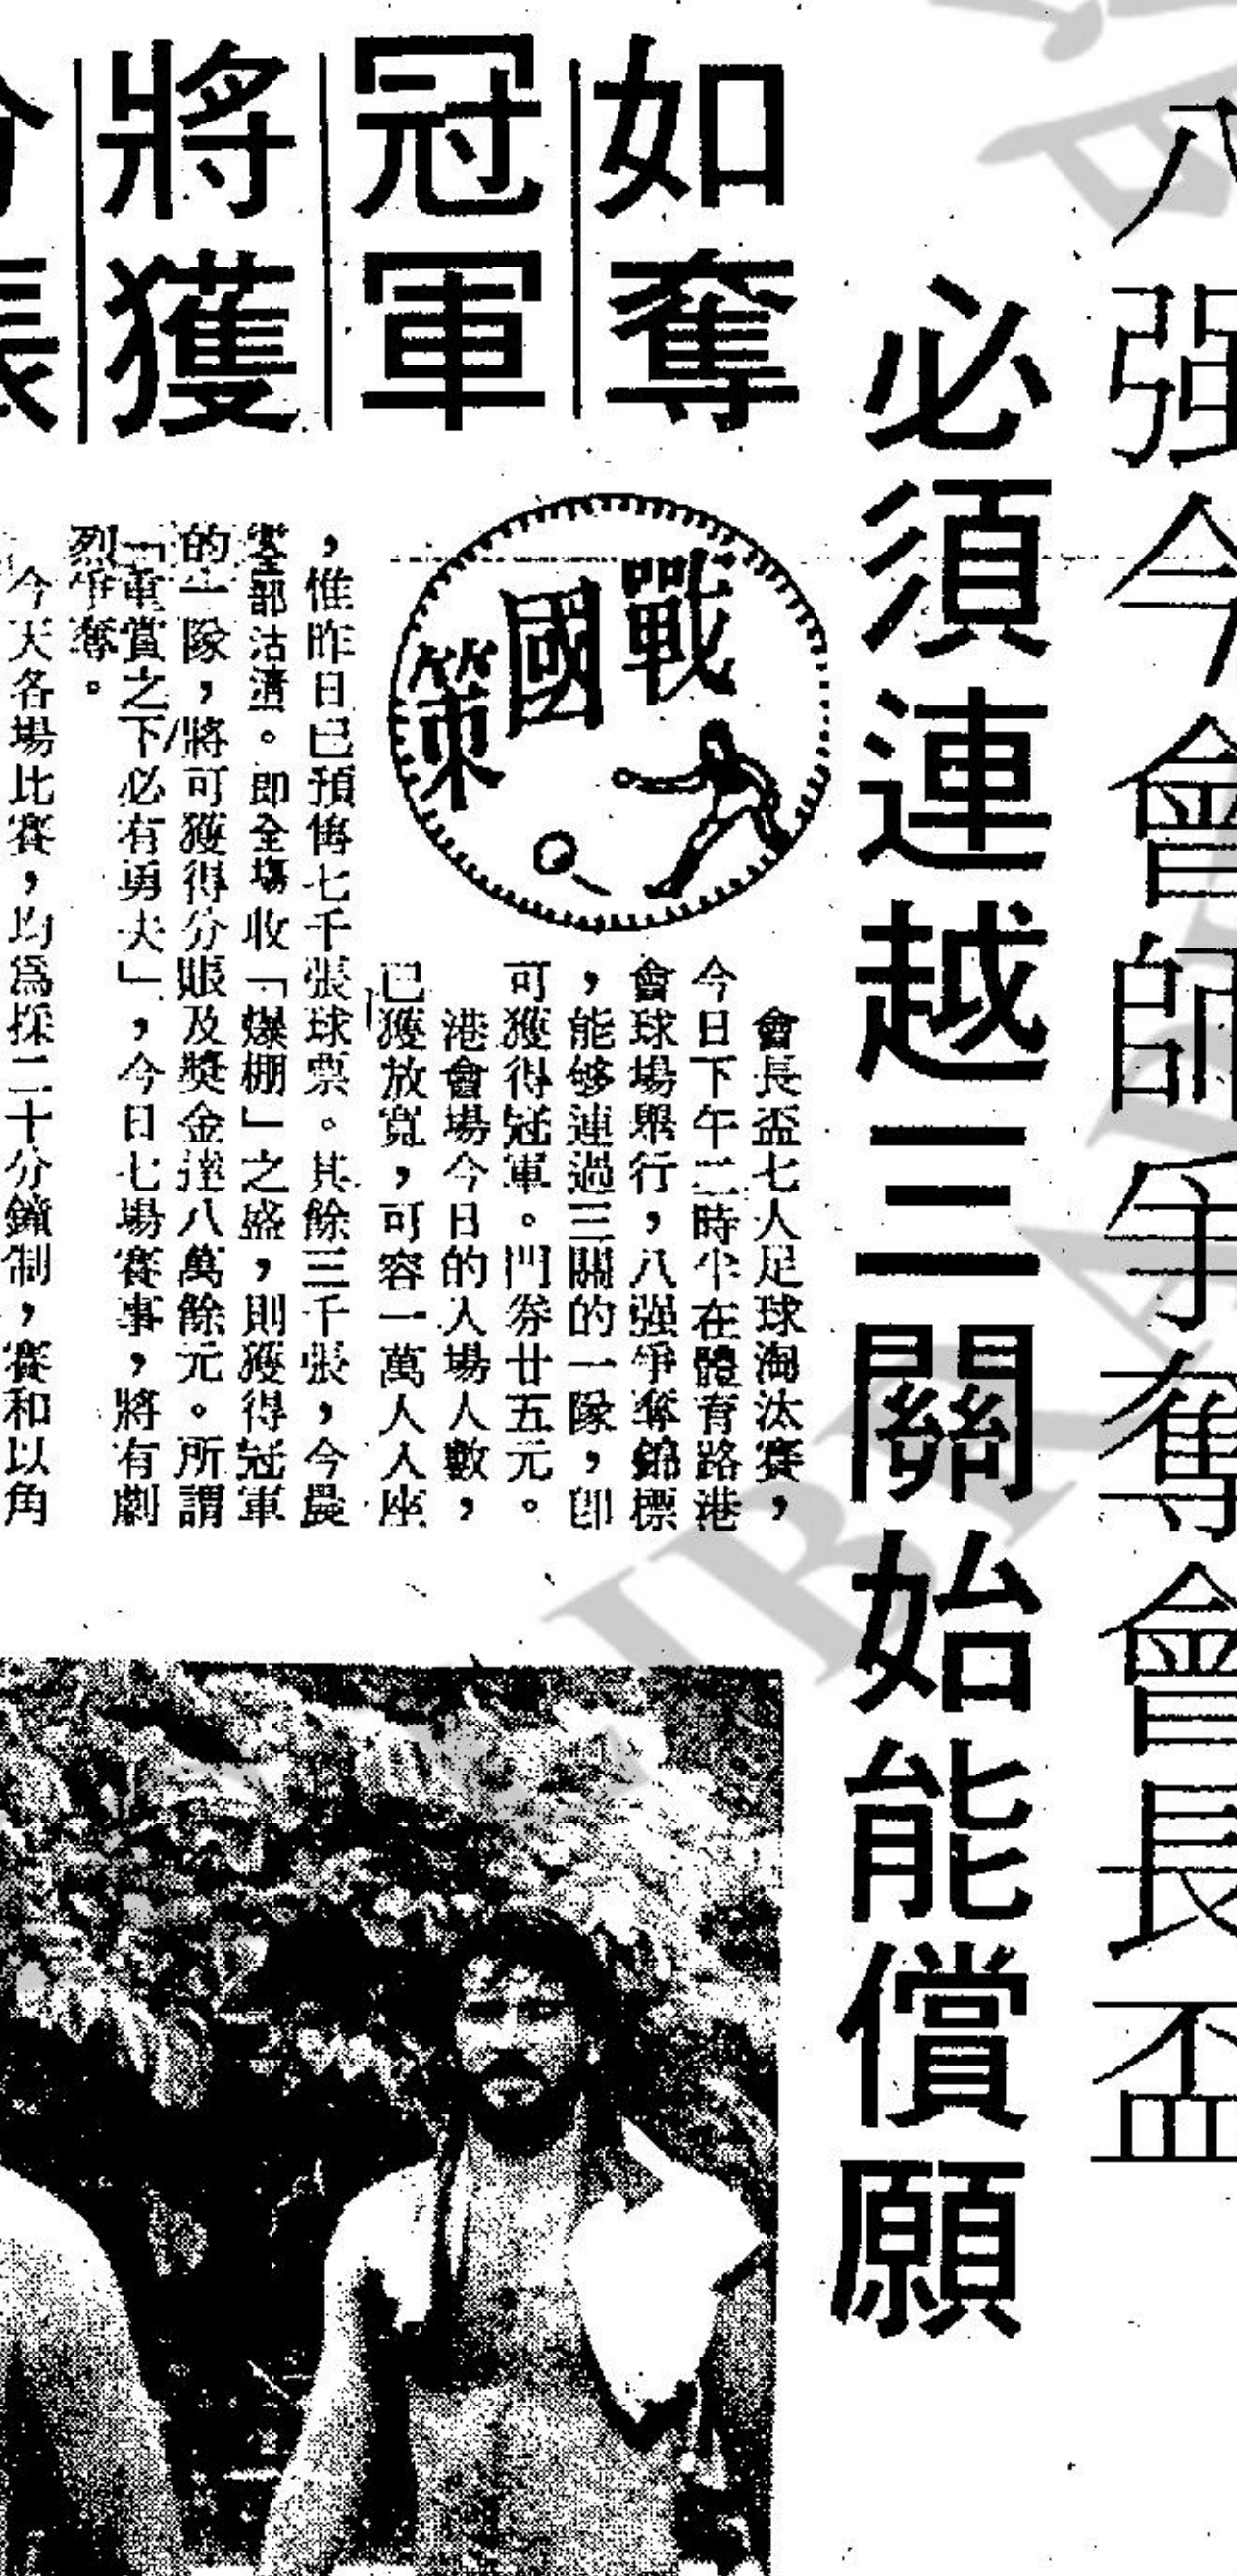 八强今會師爭奪會長盃
必須連越三關始能償願
如奪
冠軍
將獲
戰國策
會長盃七人足球淘汰賽，
今日下午二時半在體育路港
會球場舉行，八强爭奪錦標
，能够連過三關的一隊，即
可獲得冠軍。門券廿五元。
港會場今日的入場人數，
已獲放寬，可容一萬人入座
，惟昨日已預售七千張球票。其餘三千張，今晨
全部沽清。即全場收「爆棚」之盛，則獲得冠軍
的一隊，將可獲得分賬及獎金達八萬餘元。所謂
「重賞之下必有勇夫」，今日七場賽事，將有劇
烈爭奪。
今天各場比賽，均爲採二十分鐘制，賽和以角